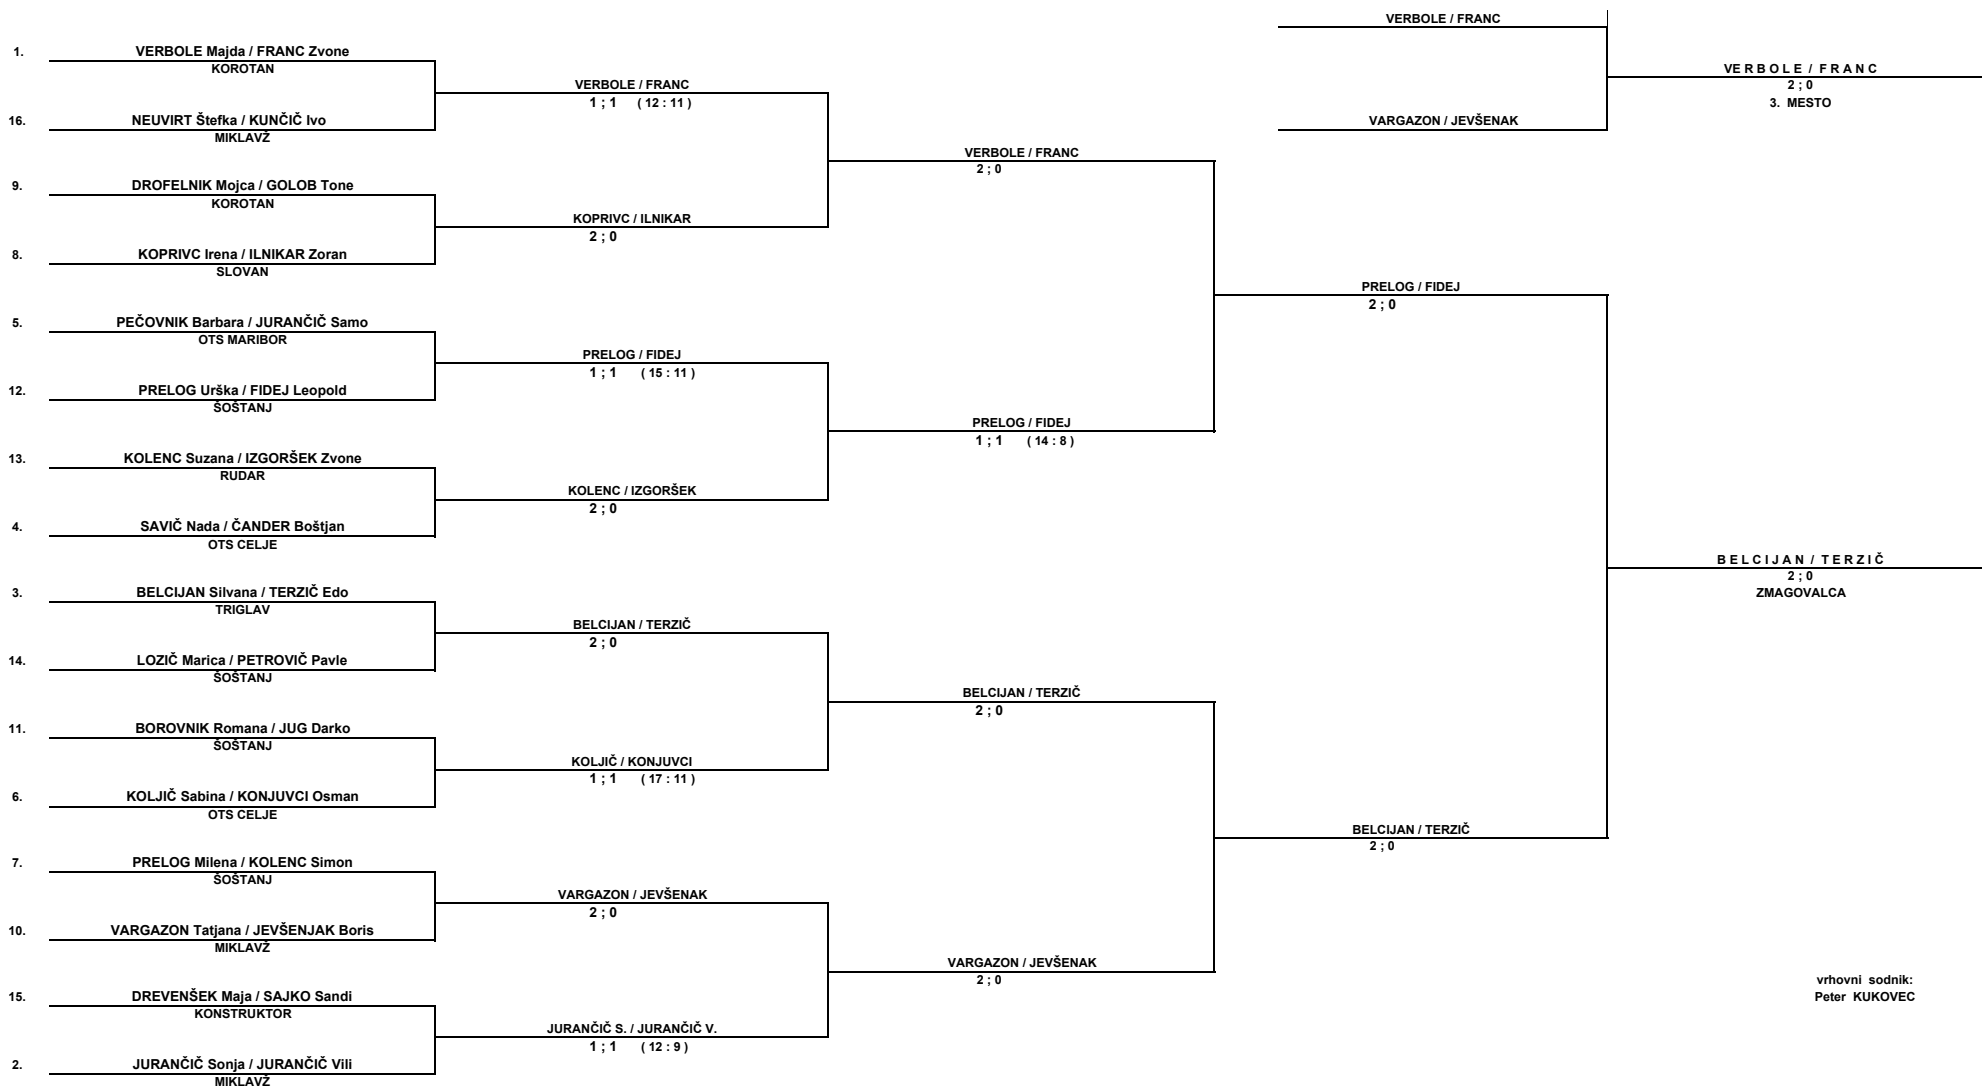 VERBOLE / FRANC
VERBOLE / FRANC
2 ; 0
3. MESTO
VARGAZON / JEVŠENAK
1. VERBOLE Majda / FRANC Zvone
KOROTAN
16. NEUVIRT Štefka / KUNČIČ Ivo
MIKLAVŽ
9. DROFELNIK Mojca / GOLOB Tone
KOROTAN
8. KOPRIVC Irena / ILNIKAR Zoran
SLOVAN
5. PEČOVNIK Barbara / JURANČIČ Samo
OTS MARIBOR
12. PRELOG Urška / FIDEJ Leopold
ŠOŠTANJ
13. KOLENC Suzana / IZGORŠEK Zvone
RUDAR
4. SAVIČ Nada / ČANDER Boštjan
OTS CELJE
3. BELCIJAN Silvana / TERZIČ Edo
TRIGLAV
14. LOZIČ Marica / PETROVIČ Pavle
ŠOŠTANJ
11. BOROVNIK Romana / JUG Darko
ŠOŠTANJ
6. KOLJIČ Sabina / KONJUVCI Osman
OTS CELJE
7. PRELOG Milena / KOLENC Simon
ŠOŠTANJ
10. VARGAZON Tatjana / JEVŠENJAK Boris
MIKLAVŽ
15. DREVENŠEK Maja / SAJKO Sandi
KONSTRUKTOR
2. JURANČIČ Sonja / JURANČIČ Vili
MIKLAVŽ
VERBOLE / FRANC
1 ; 1 ( 12 : 11 )
KOPRIVC / ILNIKAR
2 ; 0
PRELOG / FIDEJ
1 ; 1 ( 15 : 11 )
KOLENC / IZGORŠEK
2 ; 0
BELCIJAN / TERZIČ
2 ; 0
KOLJIČ / KONJUVCI
1 ; 1 ( 17 : 11 )
VARGAZON / JEVŠENAK
2 ; 0
JURANČIČ S. / JURANČIČ V.
1 ; 1 ( 12 : 9 )
VERBOLE / FRANC
2 ; 0
PRELOG / FIDEJ
1 ; 1 ( 14 : 8 )
BELCIJAN / TERZIČ
2 ; 0
VARGAZON / JEVŠENAK
2 ; 0
PRELOG / FIDEJ
2 ; 0
BELCIJAN / TERZIČ
2 ; 0
BELCIJAN / TERZIČ
2 ; 0
ZMAGOVALCA
vrhovni sodnik:
Peter KUKOVEC